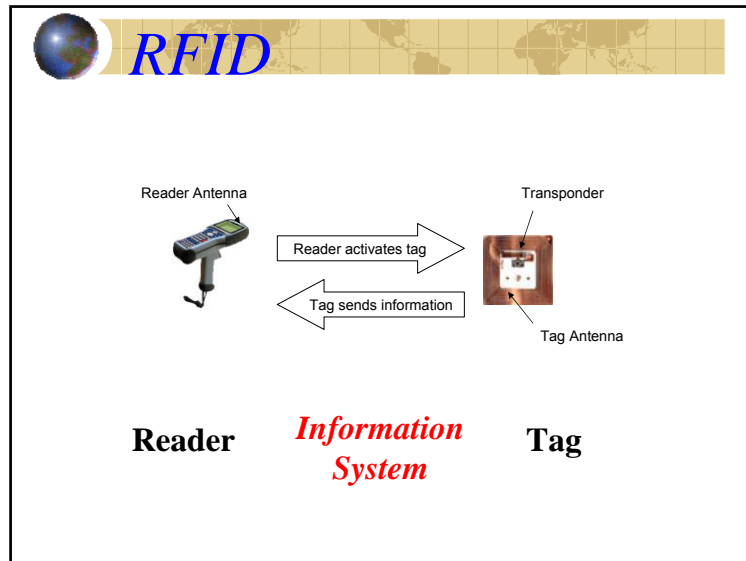 RFID
Reader Antenna
Transponder
Reader activates tag
Tag sends information
Tag Antenna
Reader
Information
System
Tag